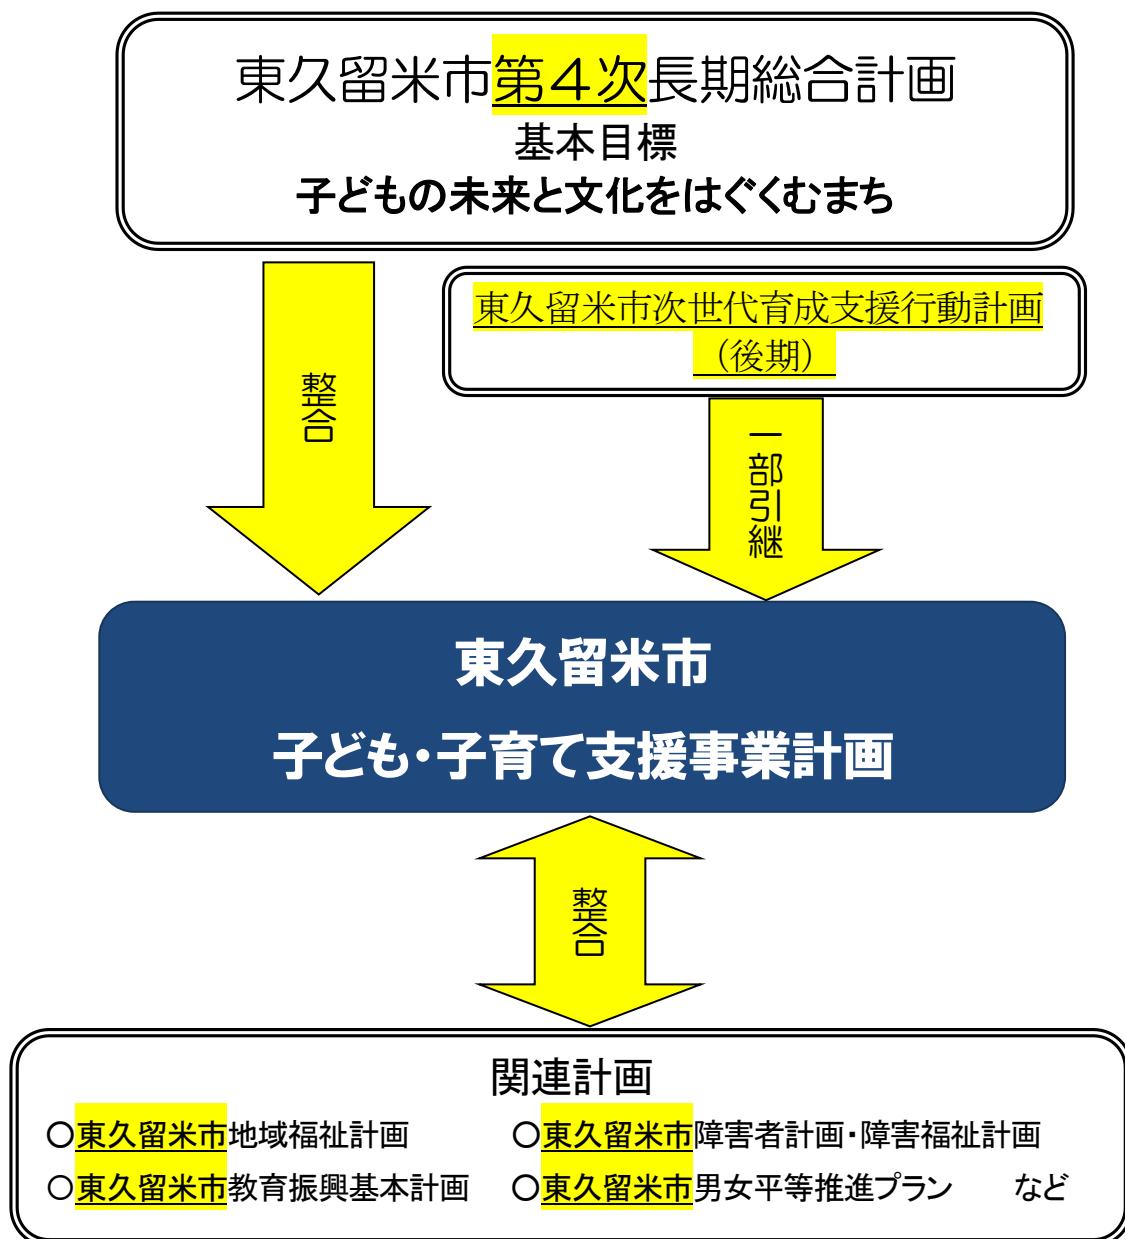 東久留米市第４次長期総合計画
基本目標
子どもの未来と文化をはぐくむまち
東久留米市次世代育成支援行動計画
（後期）
整合
一部引継
東久留米市
子ども・子育て支援事業計画
整合
関連計画
○東久留米市地域福祉計画 ○東久留米市障害者計画・障害福祉計画
○東久留米市教育振興基本計画 ○東久留米市男女平等推進プラン など